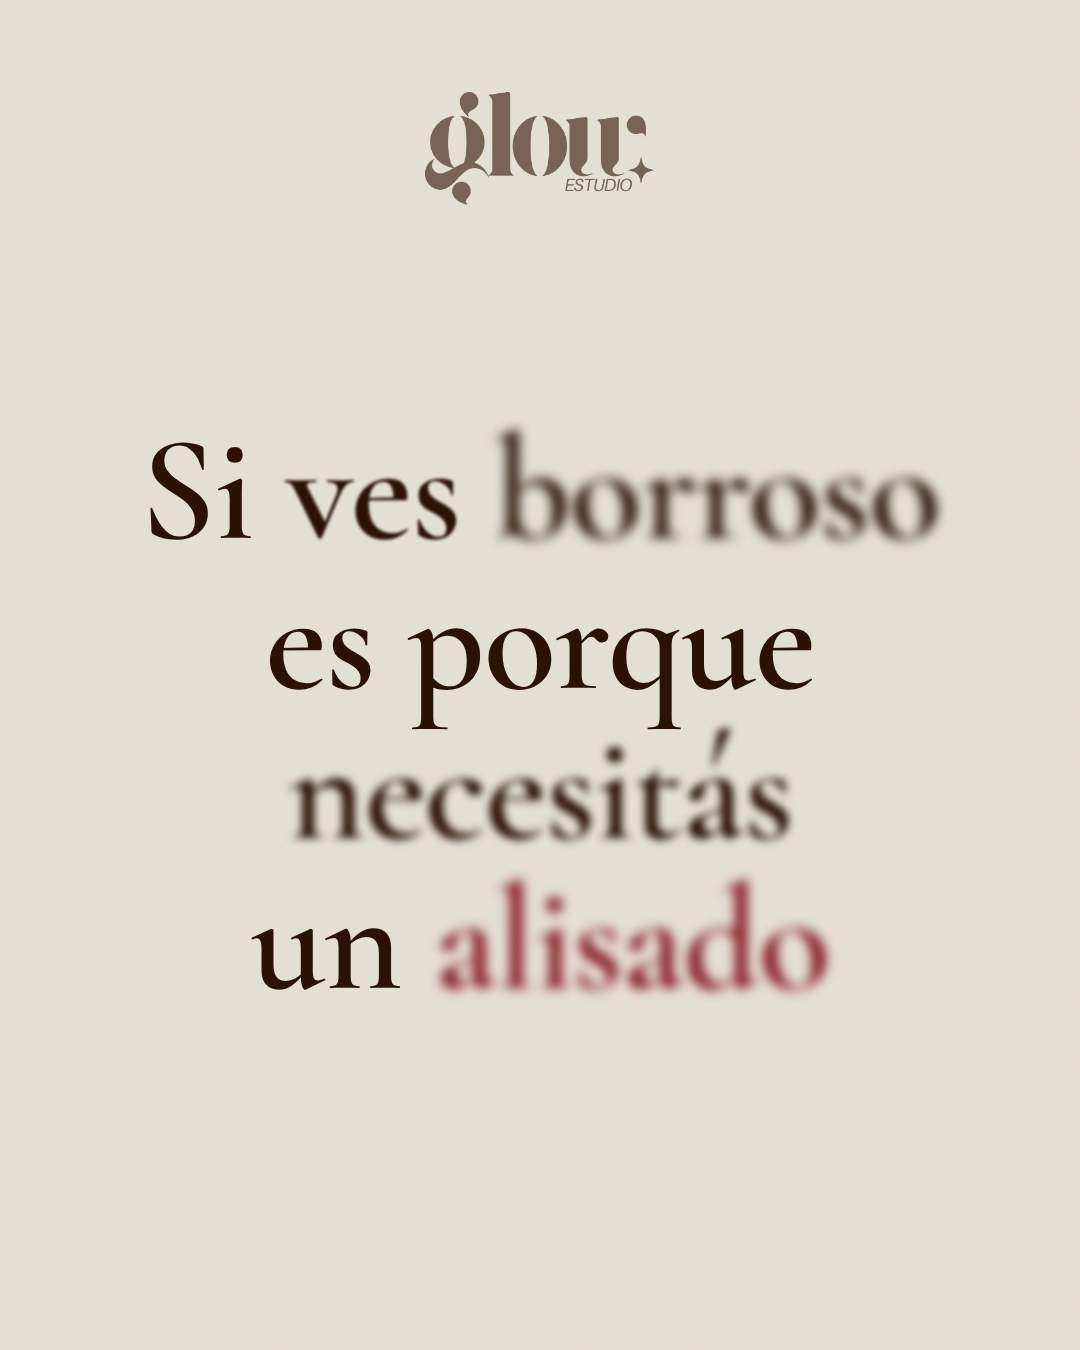 glow
ESTUDIO
Si ves borroso
es porque
necesitás
un alisado